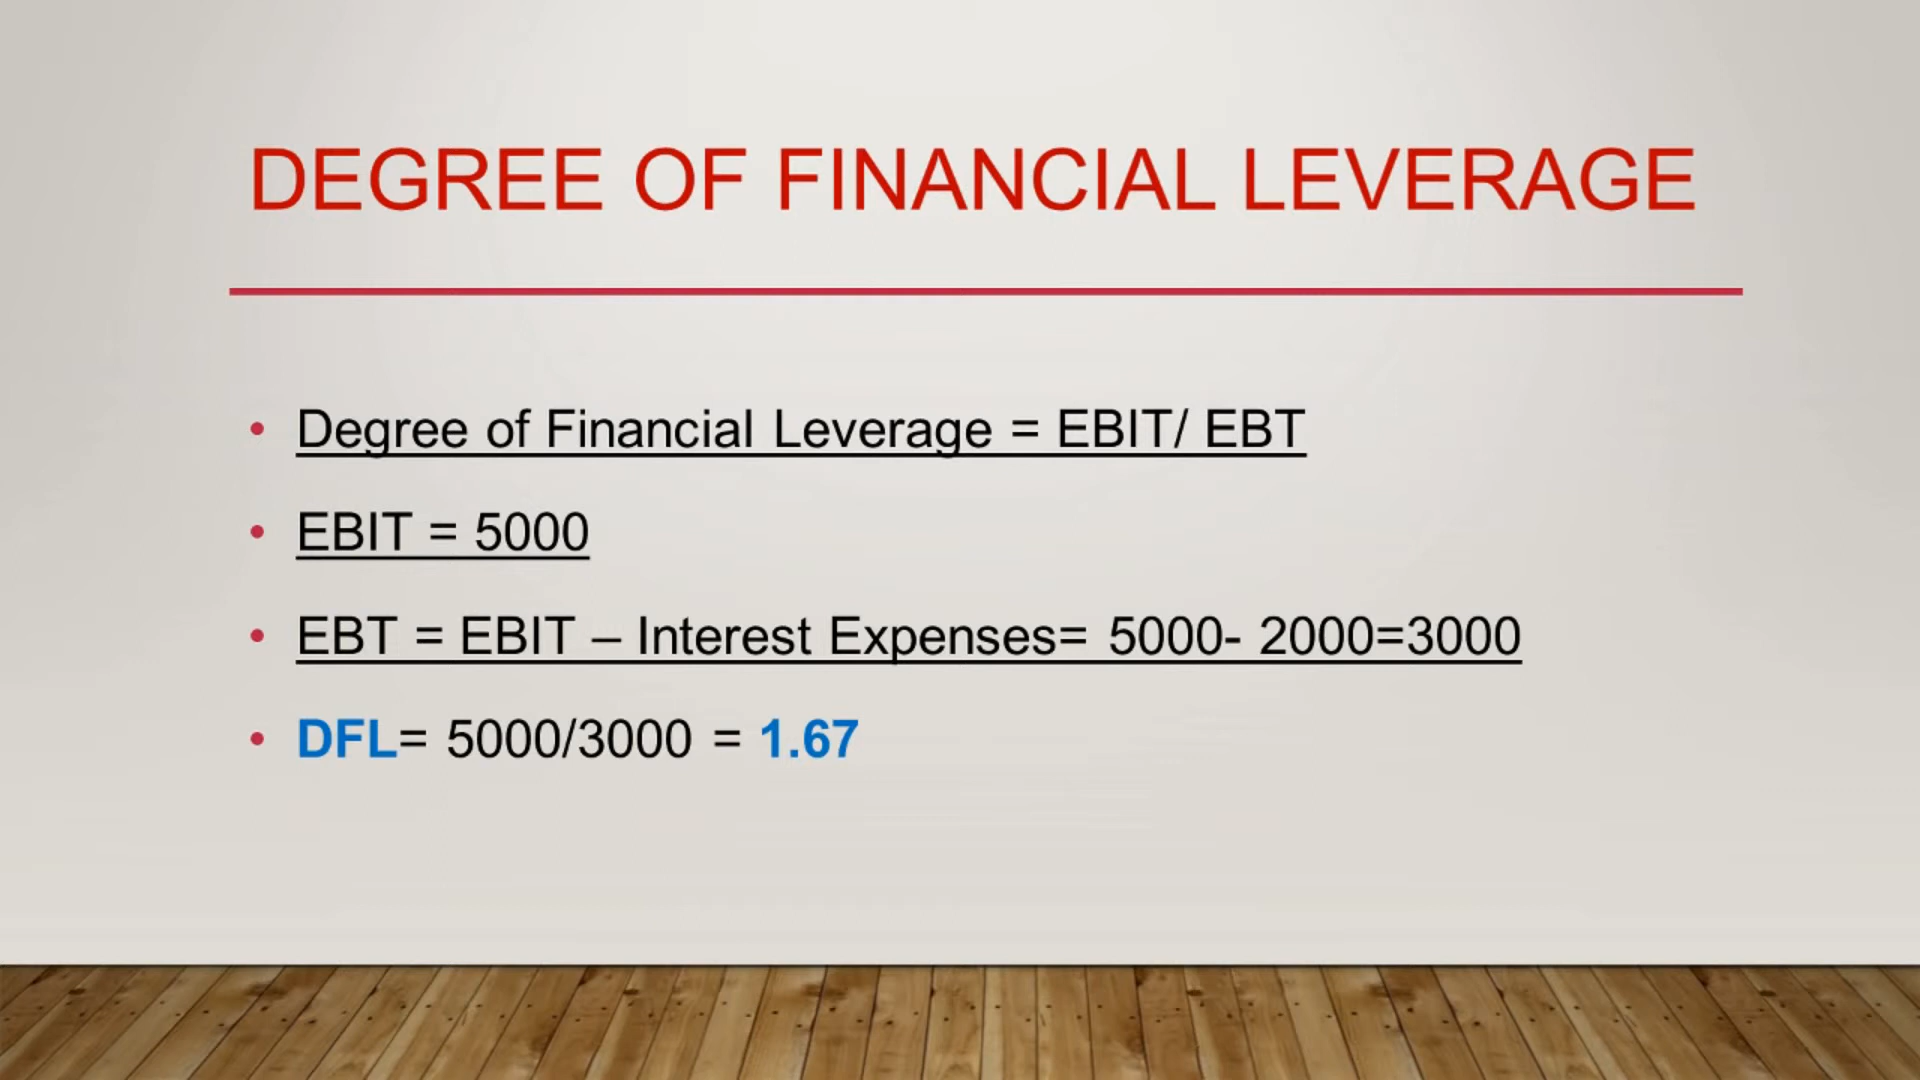 DEGREE OF FINANCIAL LEVERAGE
• Degree of Financial Leverage = EBIT/ EBT
• EBIT = 5000
• EBT = EBIT – Interest Expenses= 5000- 2000=3000
• DFL= 5000/3000 = 1.67